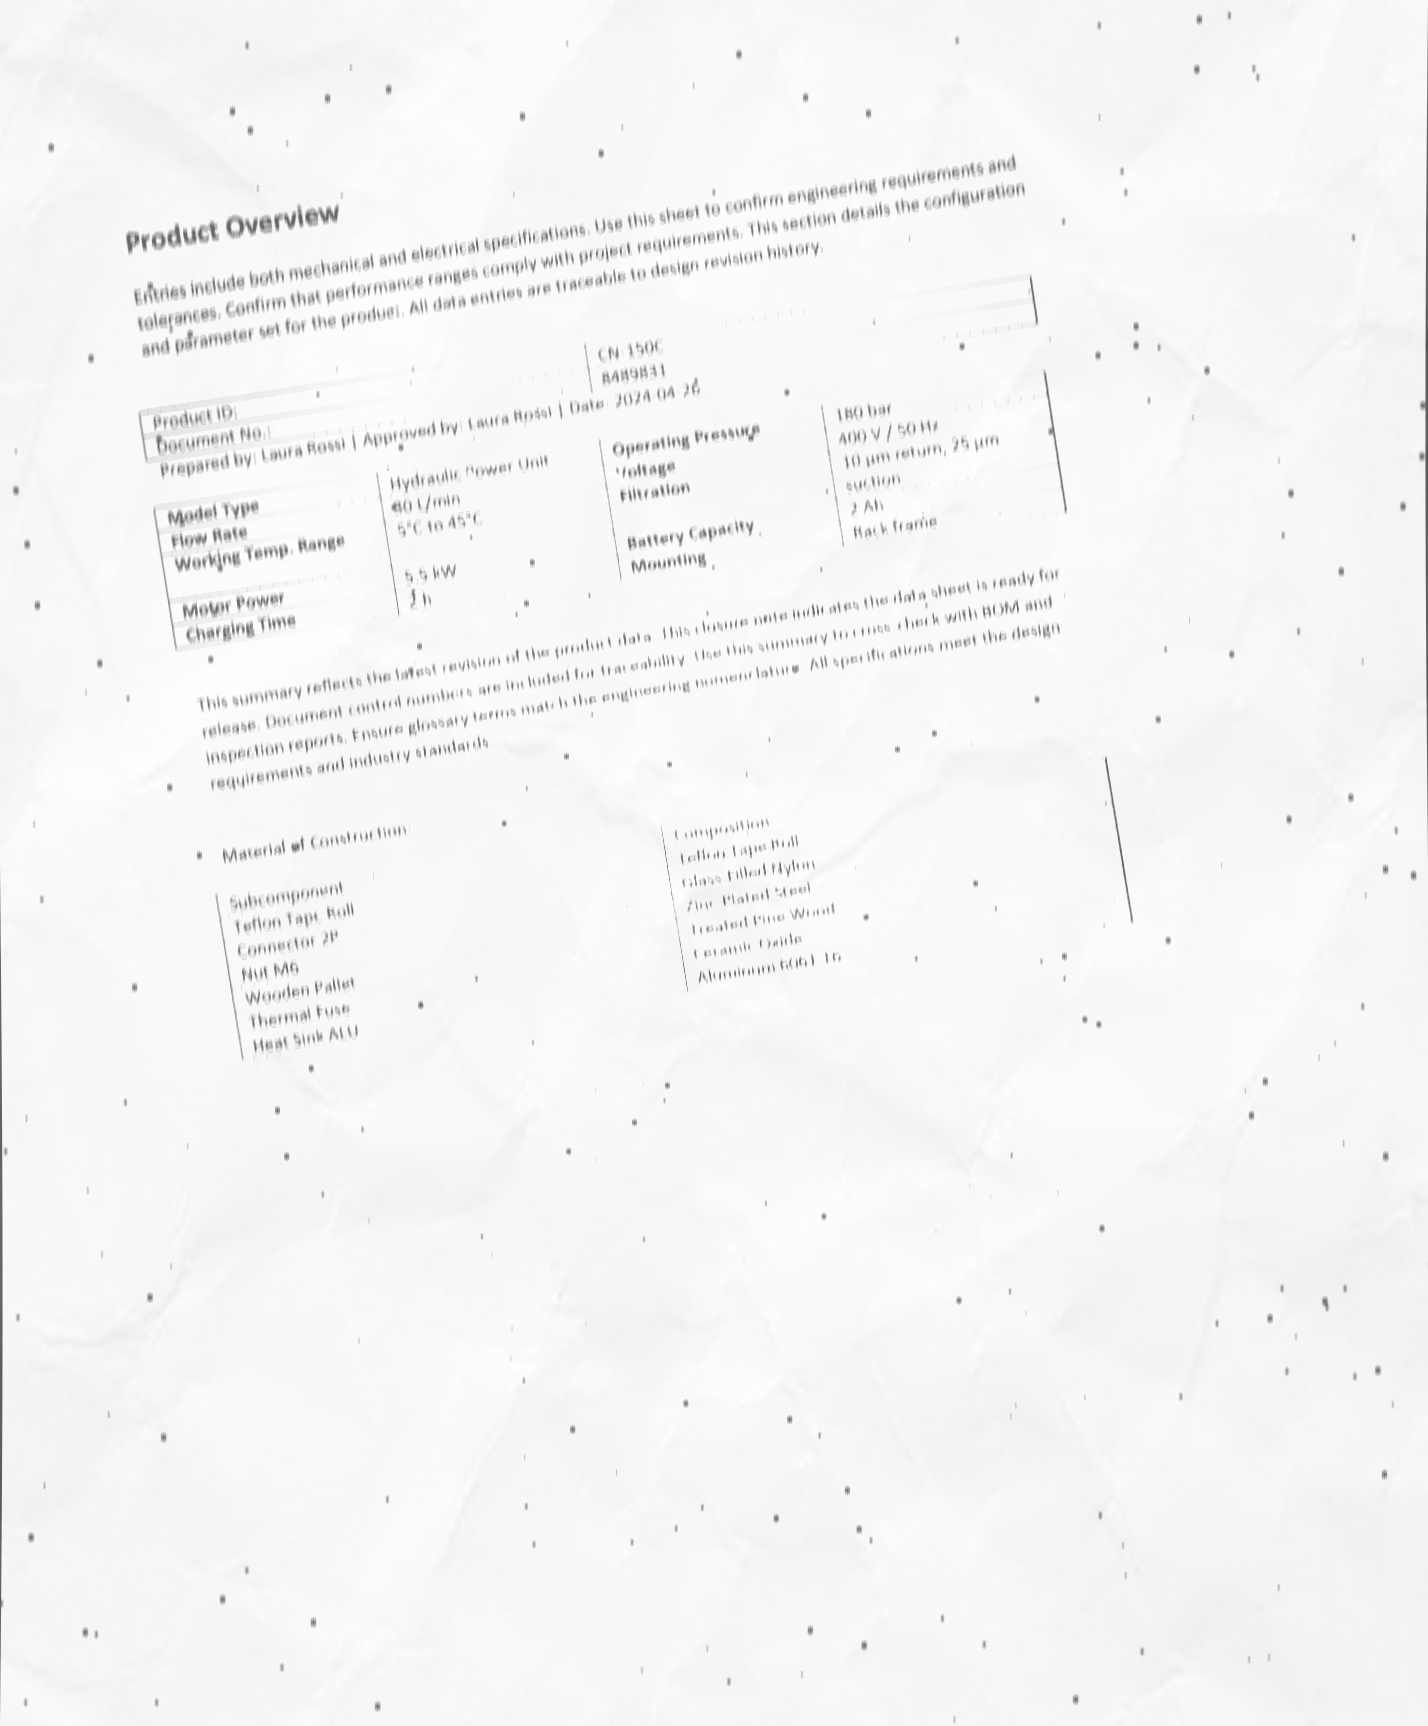 Product Overview
Entries include both mechanical and electrical specifications. Use this sheet to confirm engineering requirements and
tolerances. Confirm that performance ranges comply with project requirements. This section details the configuration
and parameter set for the product. All data entries are traceable to design revision history.
Product ID: CN-150C
Document No.: 8489831
Prepared by: Laura Rossi | Approved by: Laura Rossi | Date: 2024-04-26
Model Type Hydraulic Power Unit Operating Pressure 180 bar
Flow Rate 40 L/min Voltage 400 V / 50 Hz
Working Temp. Range 5°C to 45°C Filtration 10 µm return, 25 µm
suction
Motor Power 5.5 kW Battery Capacity 2 Ah
Charging Time 2 h Mounting Rack frame
This summary reflects the latest revision of the product data. This closure note indicates the data sheet is ready for
release. Document control numbers are included for traceability. Use this summary to cross-check with BOM and
inspection reports. Ensure glossary terms match the engineering nomenclature. All specifications meet the design
requirements and industry standards.
Material of Construction
Subcomponent Composition
Teflon Tape Roll Teflon Tape Roll
Connector 2P Glass-Filled Nylon
Nut M6 Zinc-Plated Steel
Wooden Pallet Treated Pine Wood
Thermal Fuse Ceramic Oxide
Heat Sink ALU Aluminum 6061-T6